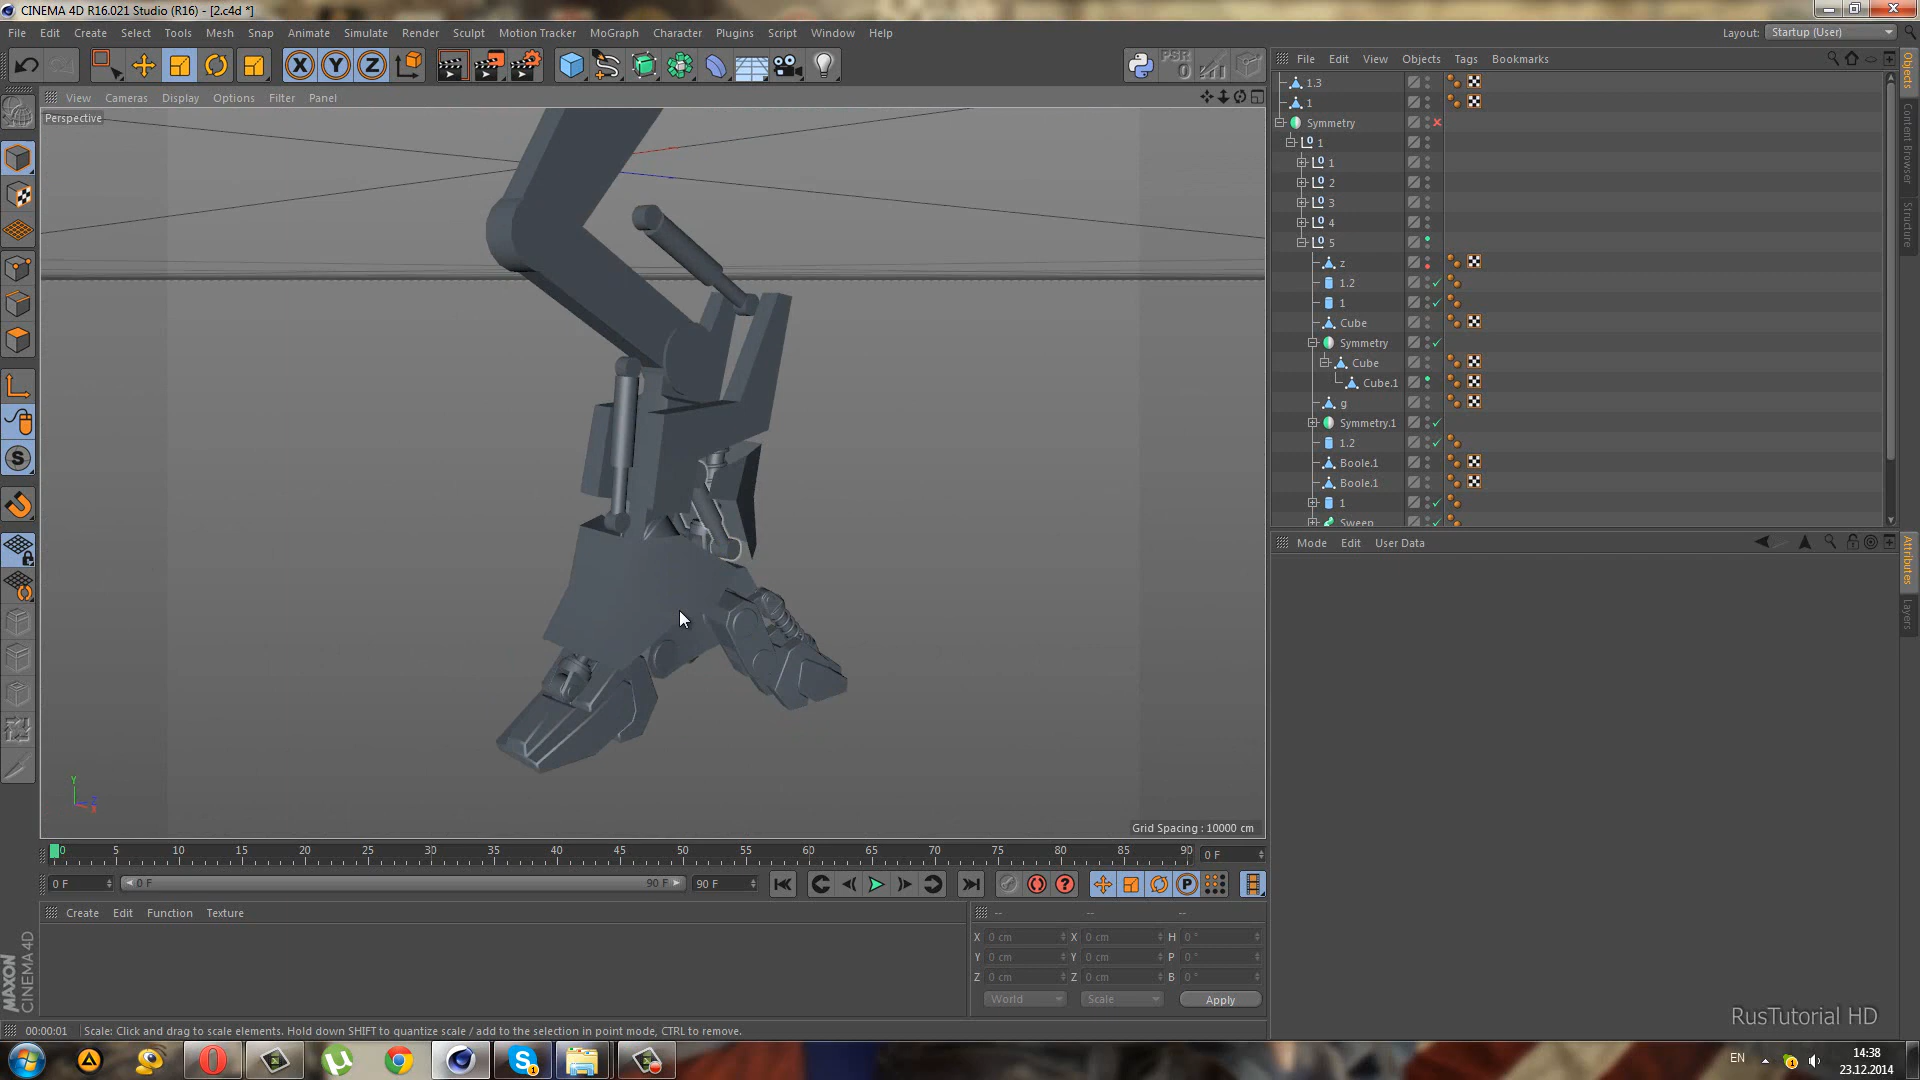 CINEMA 4D R16.021 Studio (R16) - [2.c4d *]
File Edit Create Select Tools Mesh Snap Animate Simulate Render Sculpt Motion Tracker MoGraph Character Plugins Script Window Help
Layout: Startup (User)
PSR
0
File Edit View Objects Tags Bookmarks
View Cameras Display Options Filter Panel
Perspective
1.3
1
Symmetry
1
1
2
3
4
5
z
1.2
1
Cube
Symmetry
Cube
Cube.1
g
Symmetry.1
1.2
Boole.1
Boole.1
1
Sweep
Objects
Content Browser
Structure
Mode Edit User Data
Attributes
Layers
Y
Z
X
Grid Spacing : 10000 cm
0 5 10 15 20 25 30 35 40 45 50 55 60 65 70 75 80 85 90
0 F
0 F 0 F 90 F 90 F
Create Edit Function Texture
-- -- --
X 0 cm X 0 cm H 0 °
Y 0 cm Y 0 cm P 0 °
Z 0 cm Z 0 cm B 0 °
World Scale Apply
MAXON
CINEMA 4D
RusTutorial HD
00:00:01 Scale: Click and drag to scale elements. Hold down SHIFT to quantize scale / add to the selection in point mode, CTRL to remove.
EN
14:38
23.12.2014